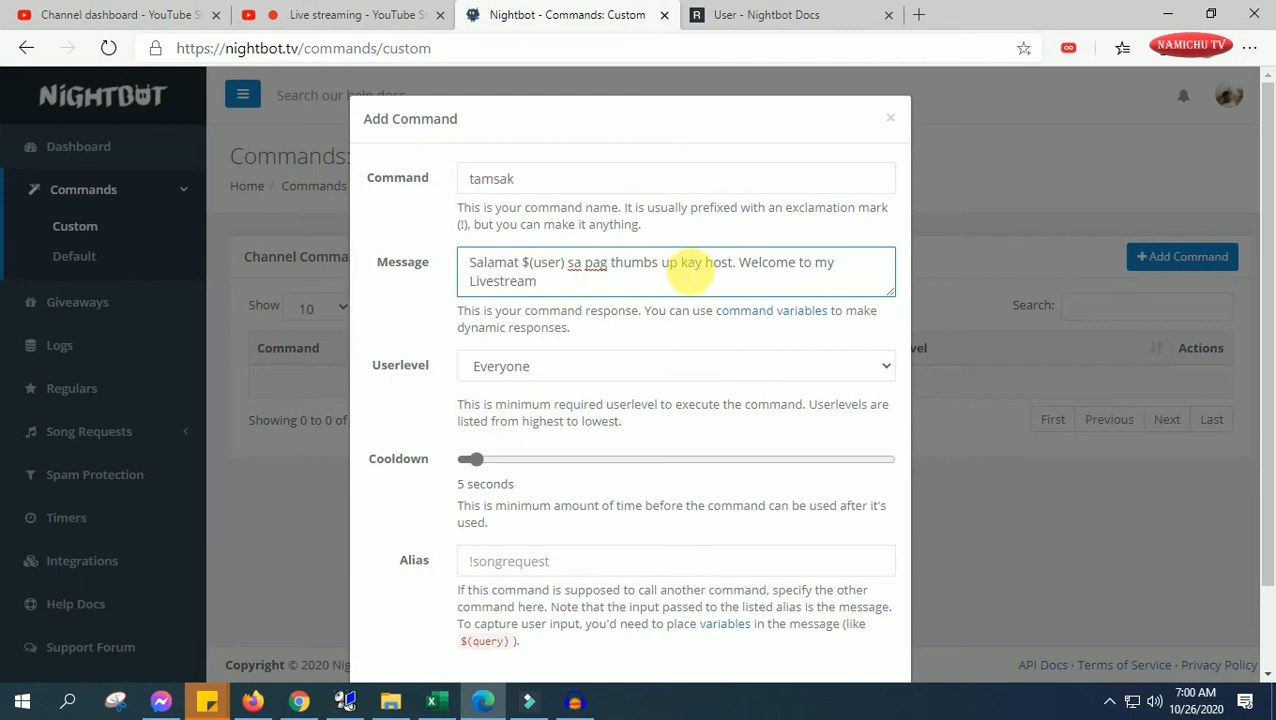 Channel dashboard - YouTube S
Live streaming - YouTube S
Nightbot - Commands: Custom
User - Nightbot Docs
https://nightbot.tv/commands/custom
NAMICHU TV
NIGHTBOT
Search our help docs
Add Command
Dashboard
Commands
Custom
Default
Giveaways
Logs
Regulars
Song Requests
Spam Protection
Timers
Integrations
Help Docs
Support Forum
Commands:
Home / Commands
Channel Comma
+ Add Command
Show 10
Search:
Command
Actions
Showing 0 to 0 of
First Previous Next Last
Command
tamsak
This is your command name. It is usually prefixed with an exclamation mark
(!), but you can make it anything.
Message
Salamat $(user) sa pag thumbs up kay host. Welcome to my
Livestream
This is your command response. You can use command variables to make
dynamic responses.
Userlevel
Everyone
This is minimum required userlevel to execute the command. Userlevels are
listed from highest to lowest.
Cooldown
5 seconds
This is minimum amount of time before the command can be used after it's
used.
Alias
!songrequest
If this command is supposed to call another command, specify the other
command here. Note that the input passed to the listed alias is the message.
To capture user input, you'd need to place variables in the message (like
$(query) ).
Copyright © 2020 Nig
API Docs · Terms of Service · Privacy Policy
7:00 AM
10/26/2020